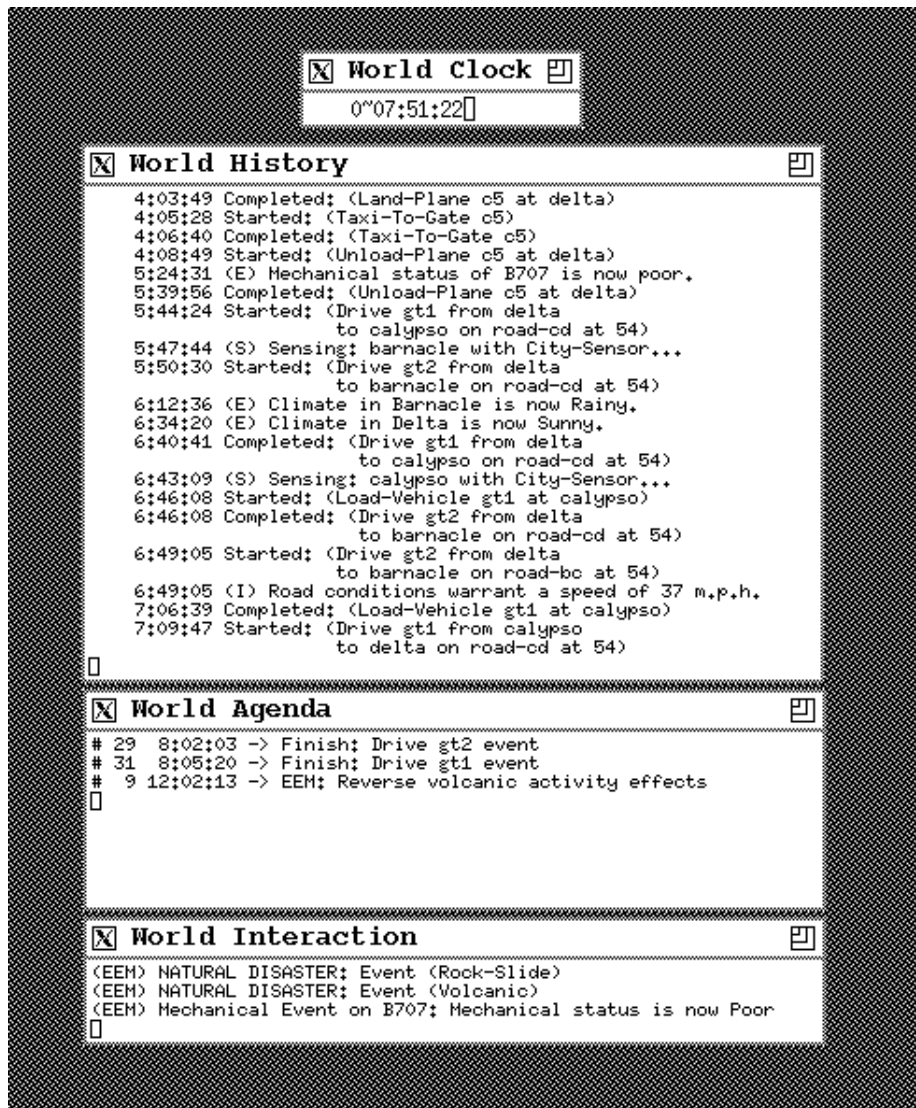 World Clock
0~07:51:22
World History
4:03:49 Completed: (Land-Plane c5 at delta)
4:05:28 Started: (Taxi-To-Gate c5)
4:06:40 Completed: (Taxi-To-Gate c5)
4:08:49 Started: (Unload-Plane c5 at delta)
5:24:31 (E) Mechanical status of B707 is now poor.
5:39:56 Completed: (Unload-Plane c5 at delta)
5:44:24 Started: (Drive gt1 from delta
to calypso on road-cd at 54)
5:47:44 (S) Sensing: barnacle with City-Sensor...
5:50:30 Started: (Drive gt2 from delta
to barnacle on road-cd at 54)
6:12:36 (E) Climate in Barnacle is now Rainy.
6:34:20 (E) Climate in Delta is now Sunny.
6:40:41 Completed: (Drive gt1 from delta
to calypso on road-cd at 54)
6:43:09 (S) Sensing: calypso with City-Sensor...
6:46:08 Started: (Load-Vehicle gt1 at calypso)
6:46:08 Completed: (Drive gt2 from delta
to barnacle on road-cd at 54)
6:49:05 Started: (Drive gt2 from delta
to barnacle on road-bc at 54)
6:49:05 (I) Road conditions warrant a speed of 37 m.p.h.
7:06:39 Completed: (Load-Vehicle gt1 at calypso)
7:09:47 Started: (Drive gt1 from calypso
to delta on road-cd at 54)
World Agenda
# 29 8:02:03 -> Finish: Drive gt2 event
# 31 8:05:20 -> Finish: Drive gt1 event
# 9 12:02:13 -> EEM: Reverse volcanic activity effects
World Interaction
(EEM) NATURAL DISASTER: Event (Rock-Slide)
(EEM) NATURAL DISASTER: Event (Volcanic)
(EEM) Mechanical Event on B707: Mechanical status is now Poor